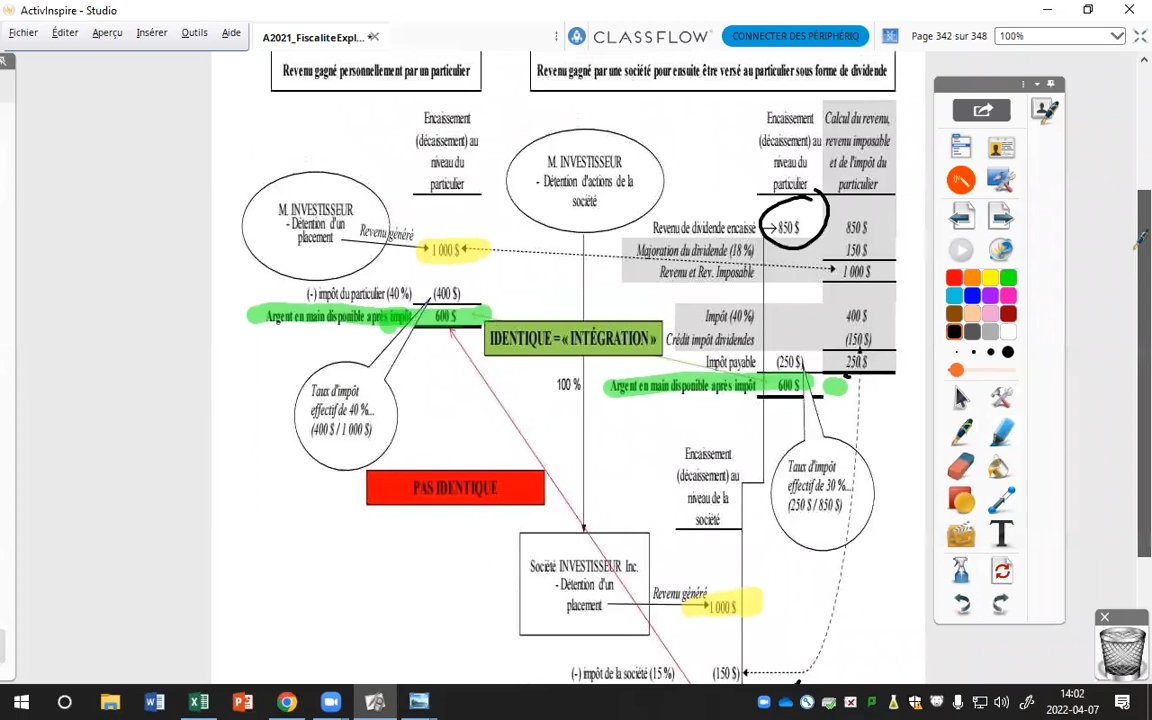 ActivInspire - Studio
Fichier Éditer Aperçu Insérer Outils Aide
A2021_FiscaliteExpl...
CLASSFLOW
CONNECTER DES PÉRIPHÉRIQ
Page 342 sur 348
100%
Revenu gagné personnellement par un particulier
Revenu gagné par une société pour ensuite être versé au particulier sous forme de dividende
Encaissement
(décaissement) au
niveau du
particulier
M. INVESTISSEUR
- Détention d'un
placement
Revenu généré
1 000 $
(-) impôt du particulier (40 %)
(400 $)
Argent en main disponible après impôt
600 $
Taux d'impôt
effectif de 40 %...
(400 $ / 1 000 $)
IDENTIQUE = « INTÉGRATION »
PAS IDENTIQUE
M. INVESTISSEUR
- Détention d'actions de la
société
100 %
Encaissement
(décaissement) au
niveau du
particulier
Calcul du revenu,
revenu imposable
et de l'impôt du
particulier
Revenu de dividende encaissé
850 $
850 $
Majoration du dividende (18 %)
150 $
Revenu et Rev. Imposable
1 000 $
Impôt (40 %)
400 $
Crédit impôt dividendes
(150 $)
Impôt payable
(250 $)
250 $
Argent en main disponible après impôt
600 $
Taux d'impôt
effectif de 30 %...
(250 $ / 850 $)
Encaissement
(décaissement) au
niveau de la
société
Société INVESTISSEUR Inc.
- Détention d'un
placement
Revenu généré
1 000 $
(-) impôt de la société (15 %)
(150 $)
14:02
2022-04-07